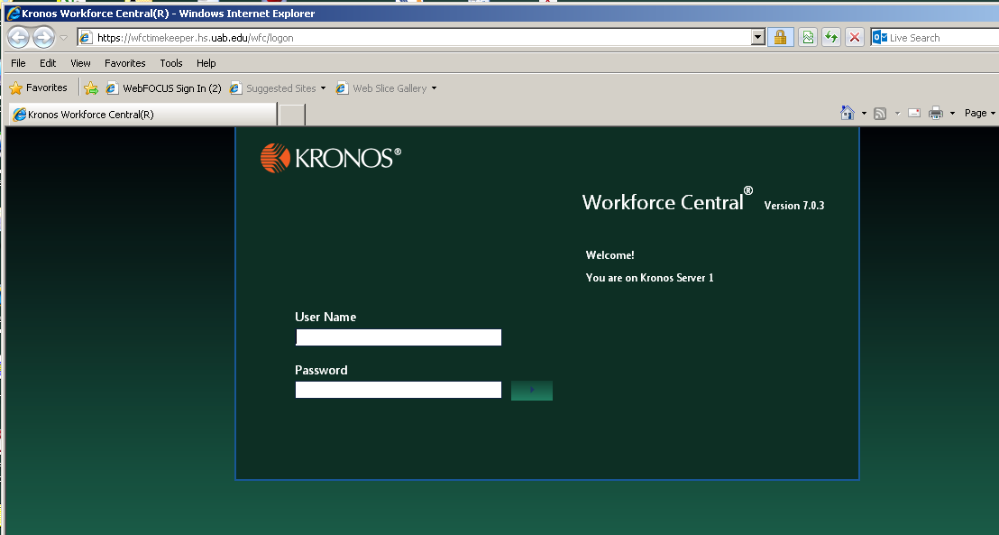 Kronos Workforce Central(R) - Windows Internet Explorer
https://wfctimekeeper.hs.uab.edu/wfc/logon
Live Search
File Edit View Favorites Tools Help
Favorites WebFOCUS Sign In (2) Suggested Sites Web Slice Gallery
Kronos Workforce Central(R)
Page
KRONOS®
Workforce Central® Version 7.0.3
Welcome!
You are on Kronos Server 1
User Name
Password